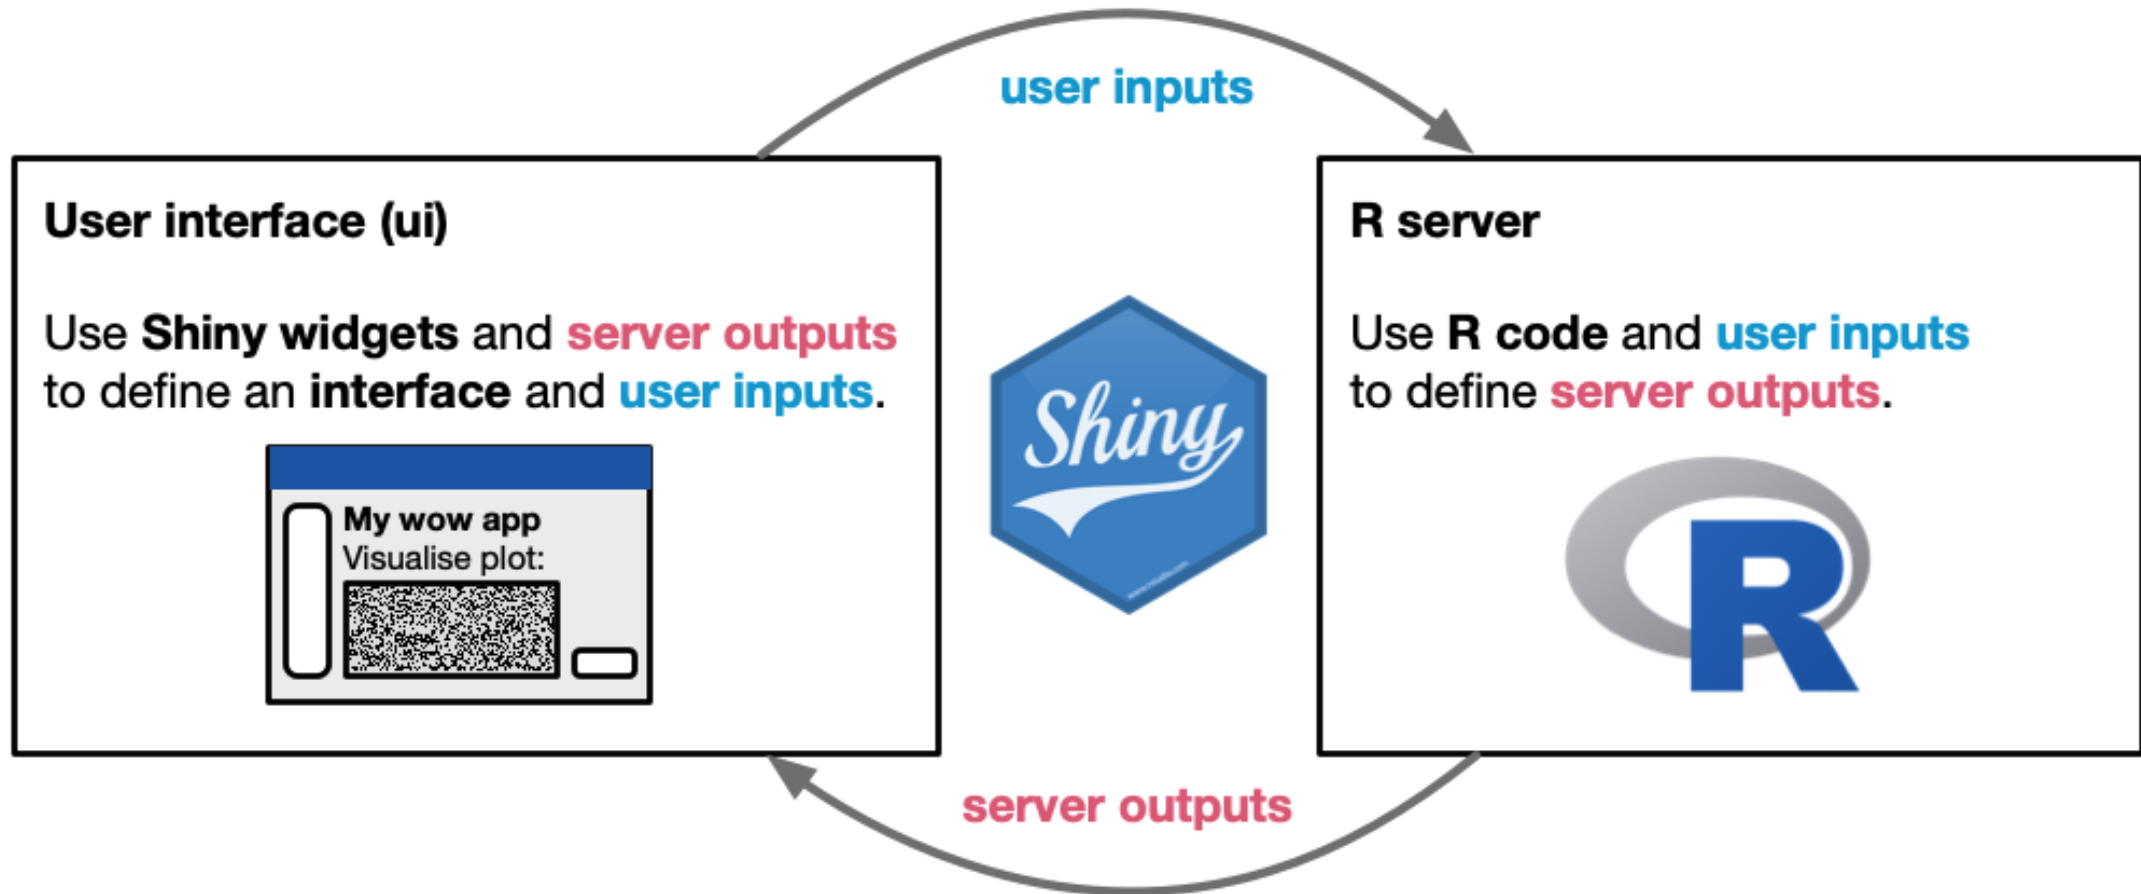 user inputs
User interface (ui)
Use Shiny widgets and server outputs
to define an interface and user inputs.
My wow app
Visualise plot:
Shiny
R server
Use R code and user inputs
to define server outputs.
R
server outputs